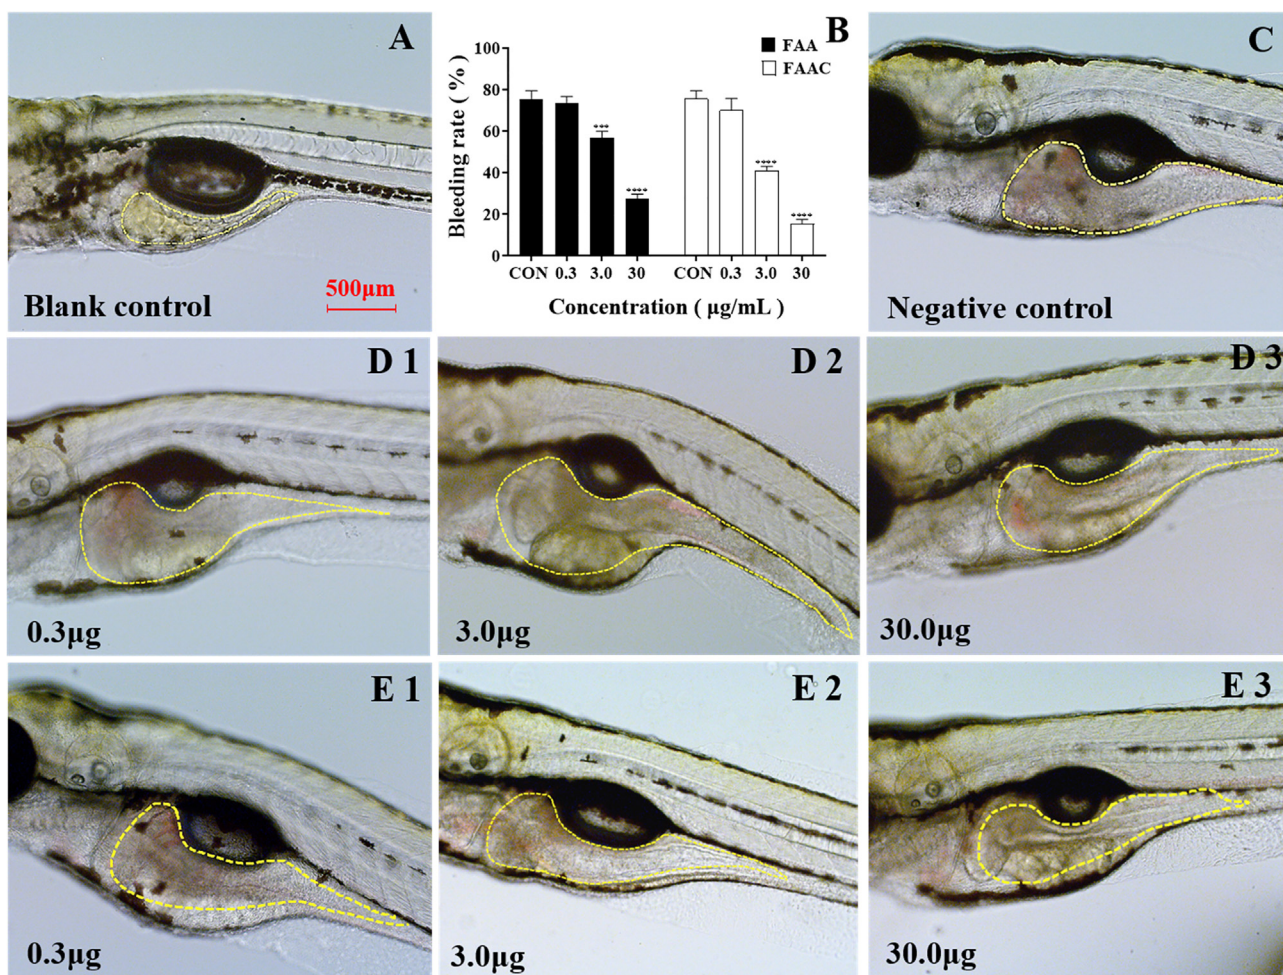 A
Blank control
500μm
B
FAA
FAAC
Bleeding rate ( % )
100
80
60
40
20
0
***
****
****
****
CON 0.3 3.0 30 CON 0.3 3.0 30
Concentration ( μg/mL )
C
Negative control
D 1
0.3μg
D 2
3.0μg
D 3
30.0μg
E 1
0.3μg
E 2
3.0μg
E 3
30.0μg